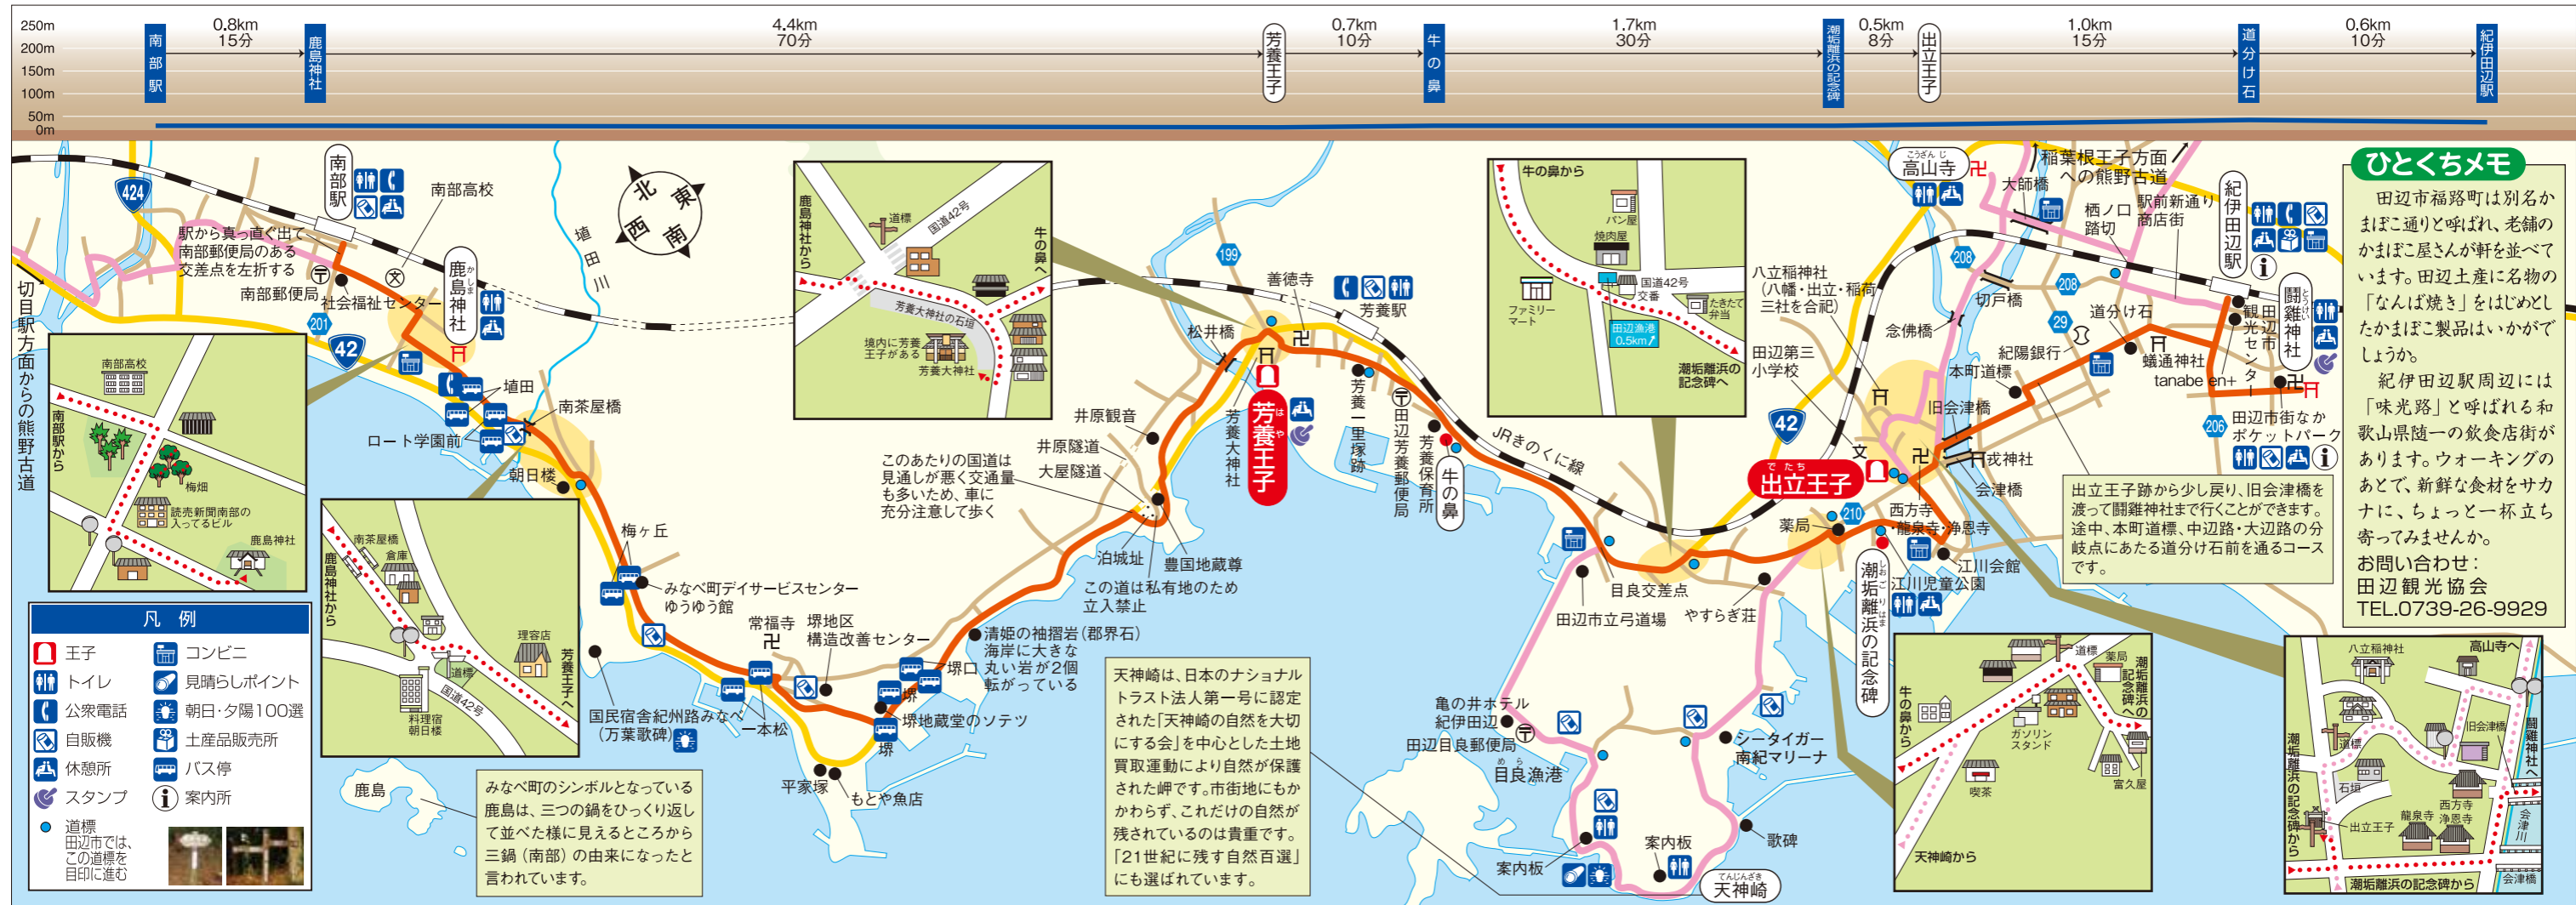 250m
200m
150m
100m
50m
0m
南部駅
0.8km
15分
鹿島神社
4.4km
70分
芳養王子
0.7km
10分
牛の鼻
1.7km
30分
潮垢離浜の記念碑
0.5km
8分
出立王子
1.0km
15分
道分け石
0.6km
10分
紀伊田辺駅
424
南部駅
南部高校
駅から真っ直ぐ出て
南部郵便局のある
交差点を左折する
南部郵便局
社会福祉センター
鹿島神社
かしま
切目駅方面からの熊野古道
201
42
埴田
ロート学園前
南茶屋橋
朝日楼
埴田川
北
東
南
西
南部高校
南部駅から
梅畑
読売新聞南部の
入ってるビル
鹿島神社
凡例
王子
トイレ
公衆電話
自販機
休憩所
スタンプ
道標
田辺市では、
この道標を
目印に進む
コンビニ
見晴らしポイント
朝日・夕陽100選
土産品販売所
バス停
案内所
鹿島神社から
南茶屋橋
倉庫
道標
理容店
国道42号
料理宿
朝日楼
芳養王子へ
鹿島
みなべ町のシンボルとなっている
鹿島は、三つの鍋をひっくり返し
て並べた様に見えるところから
三鍋(南部)の由来になったと
言われています。
梅ヶ丘
みなべ町デイサービスセンター
ゆうゆう館
国民宿舎紀州路みなべ
(万葉歌碑)
常福寺
堺地区
構造改善センター
一本松
平家塚
もとや魚店
堺
堺地蔵堂のソテツ
堺
堺口
清姫の袖摺岩(郡界石)
海岸に大きな
丸い岩が2個
転がっている
鹿島神社から
道標
国道42号
牛の鼻へ
芳養大神社の石垣
境内に芳養
王子がある
芳養大神社
このあたりの国道は
見通しが悪く交通量
も多いため、車に
充分注意して歩く
井原観音
井原隧道
大屋隧道
泊城址
豊国地蔵尊
この道は私有地のため
立入禁止
199
松井橋
善徳寺
芳養大神社
芳養王子
はや
芳養駅
芳養一里塚跡
田辺芳養郵便局
芳養保育所
牛の鼻
JRきのくに線
牛の鼻から
パン屋
焼肉屋
国道42号
交番
ファミリー
マート
たきたて
弁当
田辺漁港
0.5km
潮垢離浜の
記念碑へ
天神崎は、日本のナショナル
トラスト法人第一号に認定
された「天神崎の自然を大切
にする会」を中心とした土地
買取運動により自然が保護
された岬です。市街地にもか
かわらず、これだけの自然が
残されているのは貴重です。
「21世紀に残す自然百選」
にも選ばれています。
田辺市立弓道場
目良交差点
やすらぎ荘
亀の井ホテル
紀伊田辺
田辺目良郵便局
めら
目良漁港
シータイガー
南紀マリーナ
歌碑
案内板
案内板
てんじんざき
天神崎
こうざんじ
高山寺
稲葉根王子方面
への熊野古道
大師橋
栖ノ口
踏切
駅前新通り
商店街
紀伊田辺駅
208
208
切戸橋
念佛橋
29
道分け石
紀陽銀行
本町道標
蟻通神社
tanabe en+
田辺市
観光センター
闘雞神社
とうけい
206
田辺市街なか
ポケットパーク
八立稲神社
(八幡・出立・稲荷
三社を合祀)
田辺第三
小学校
42
でたち
出立王子
旧会津橋
戎神社
会津橋
西方寺
・龍泉寺・浄恩寺
薬局
210
江川会館
江川児童公園
潮垢離浜の記念碑
しおごりはま
出立王子跡から少し戻り、旧会津橋を
渡って闘雞神社まで行くことができます。
途中、本町道標、中辺路・大辺路の分
岐点にあたる道分け石前を通るコース
です。
牛の鼻から
道標
薬局
潮垢離浜の
記念碑へ
ガソリン
スタンド
喫茶
富久屋
天神崎から
八立稲神社
高山寺へ
道標
旧会津橋
闘雞神社へ
石垣
西方寺
浄恩寺
龍泉寺
出立王子
会津川
会津橋
潮垢離浜の記念碑から
潮垢離浜の記念碑から
ひとくちメモ
田辺市福路町は別名か
まぼこ通りと呼ばれ、老舗の
かまぼこ屋さんが軒を並べて
います。田辺土産に名物の
「なんば焼き」をはじめとし
たかまぼこ製品はいかがで
しょうか。
紀伊田辺駅周辺には
「味光路」と呼ばれる和
歌山県随一の飲食店街が
あります。ウォーキングの
あとで、新鮮な食材をサカ
ナに、ちょっと一杯立ち
寄ってみませんか。
お問い合わせ：
田辺観光協会
TEL.0739-26-9929